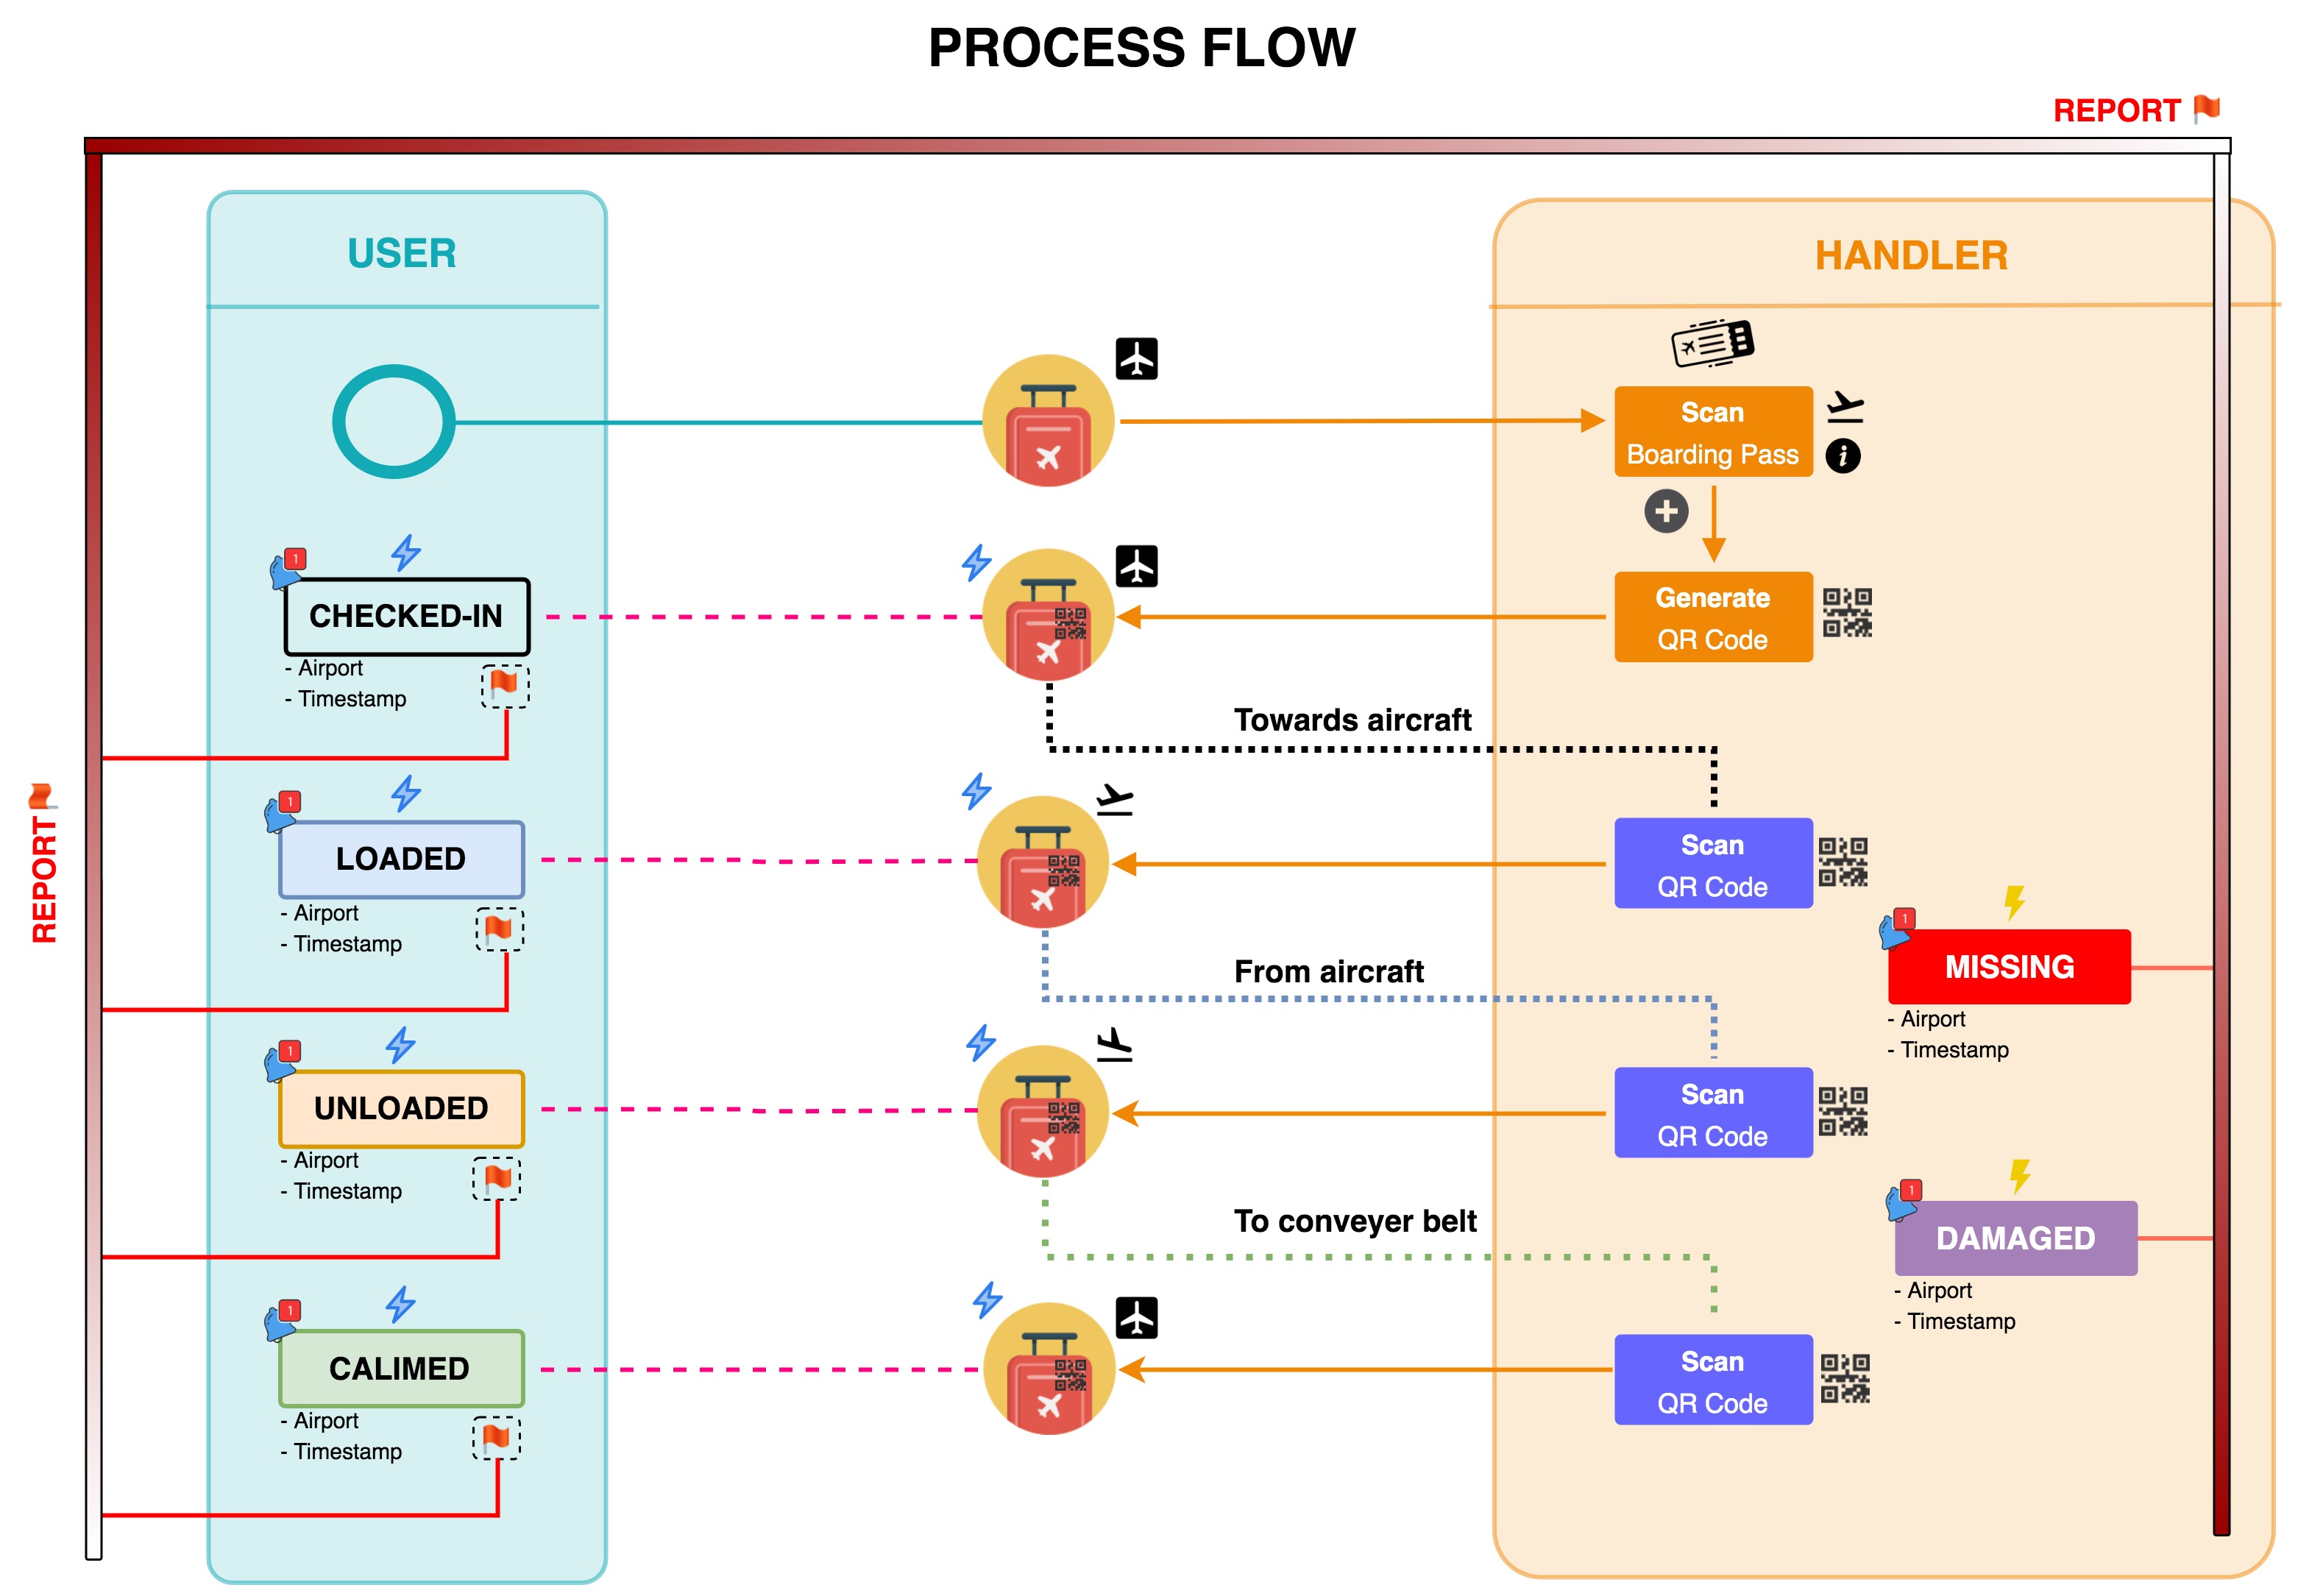 PROCESS FLOW
REPORT
USER
HANDLER
Scan
Boarding Pass
1
CHECKED-IN
- Airport
- Timestamp
Generate
QR Code
Towards aircraft
REPORT
1
LOADED
- Airport
- Timestamp
Scan
QR Code
1
MISSING
- Airport
- Timestamp
From aircraft
1
UNLOADED
- Airport
- Timestamp
Scan
QR Code
To conveyer belt
1
DAMAGED
- Airport
- Timestamp
1
CALIMED
- Airport
- Timestamp
Scan
QR Code